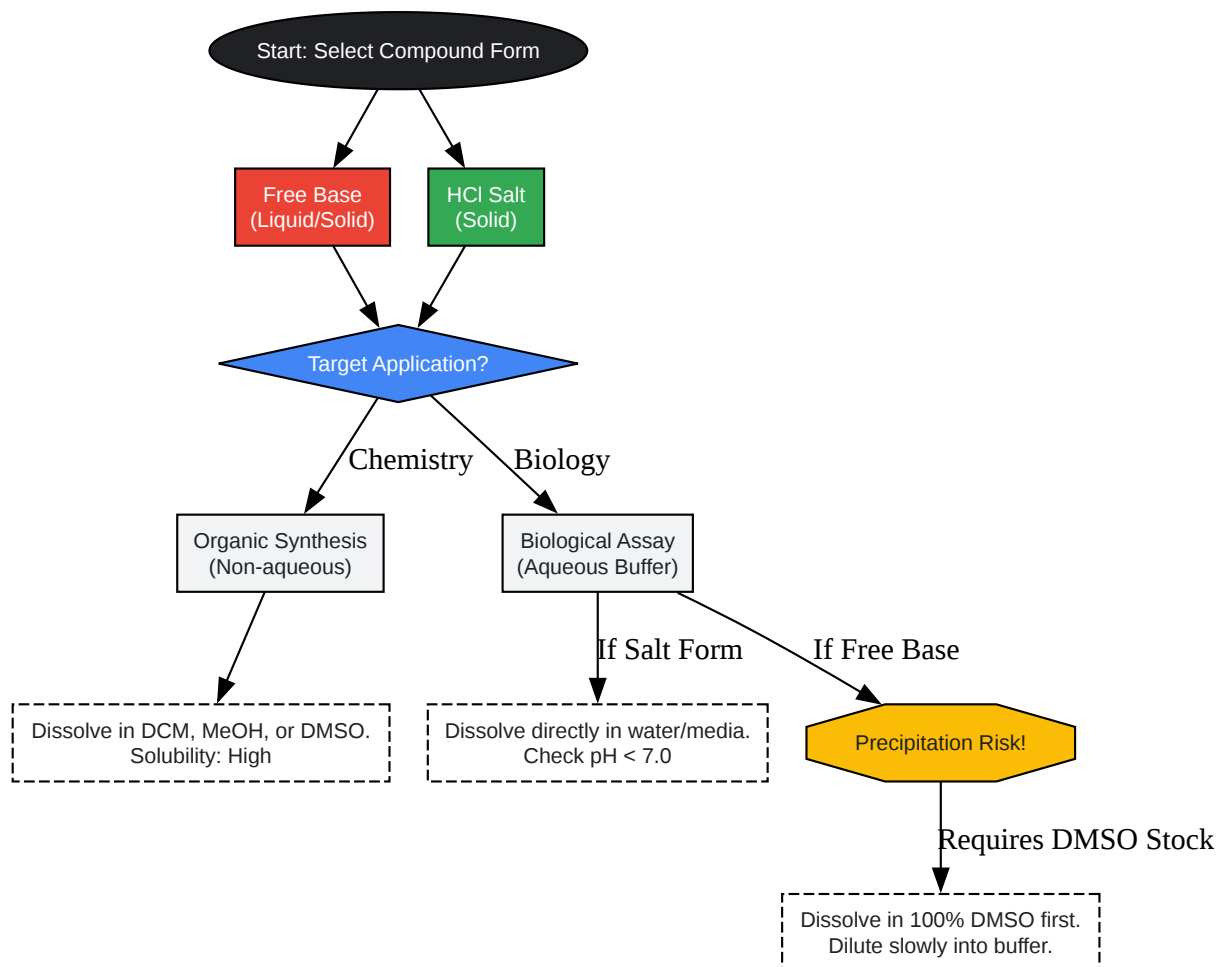 Start: Select Compound Form
Free Base
(Liquid/Solid)
HCl Salt
(Solid)
Target Application?
Chemistry
Biology
Organic Synthesis
(Non-aqueous)
Biological Assay
(Aqueous Buffer)
If Salt Form
If Free Base
Dissolve in DCM, MeOH, or DMSO.
Solubility: High
Dissolve directly in water/media.
Check pH < 7.0
Precipitation Risk!
Requires DMSO Stock
Dissolve in 100% DMSO first.
Dilute slowly into buffer.